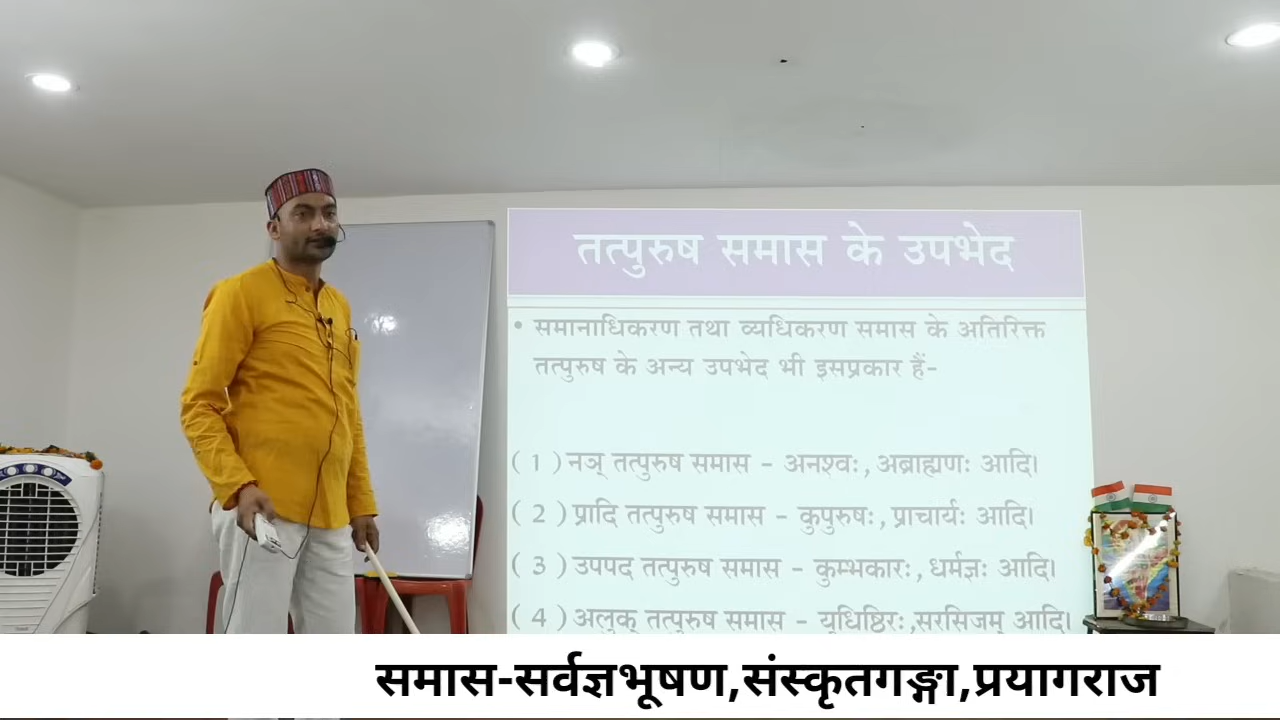 तत्पुरुष समास के उपभेद
• समानाधिकरण तथा व्यधिकरण समास के अतिरिक्त
तत्पुरुष के अन्य उपभेद भी इसप्रकार हैं-
( 1 ) नञ् तत्पुरुष समास - अनश्वः, अब्राह्यणः आदि।
( 2 ) प्रादि तत्पुरुष समास - कुपुरुषः, प्राचार्यः आदि।
( 3 ) उपपद तत्पुरुष समास - कुम्भकारः, धर्मज्ञः आदि।
( 4 ) अलुक् तत्पुरुष समास - युधिष्ठिरः,सरसिजम् आदि।
समास-सर्वज्ञभूषण,संस्कृतगङ्गा,प्रयागराज